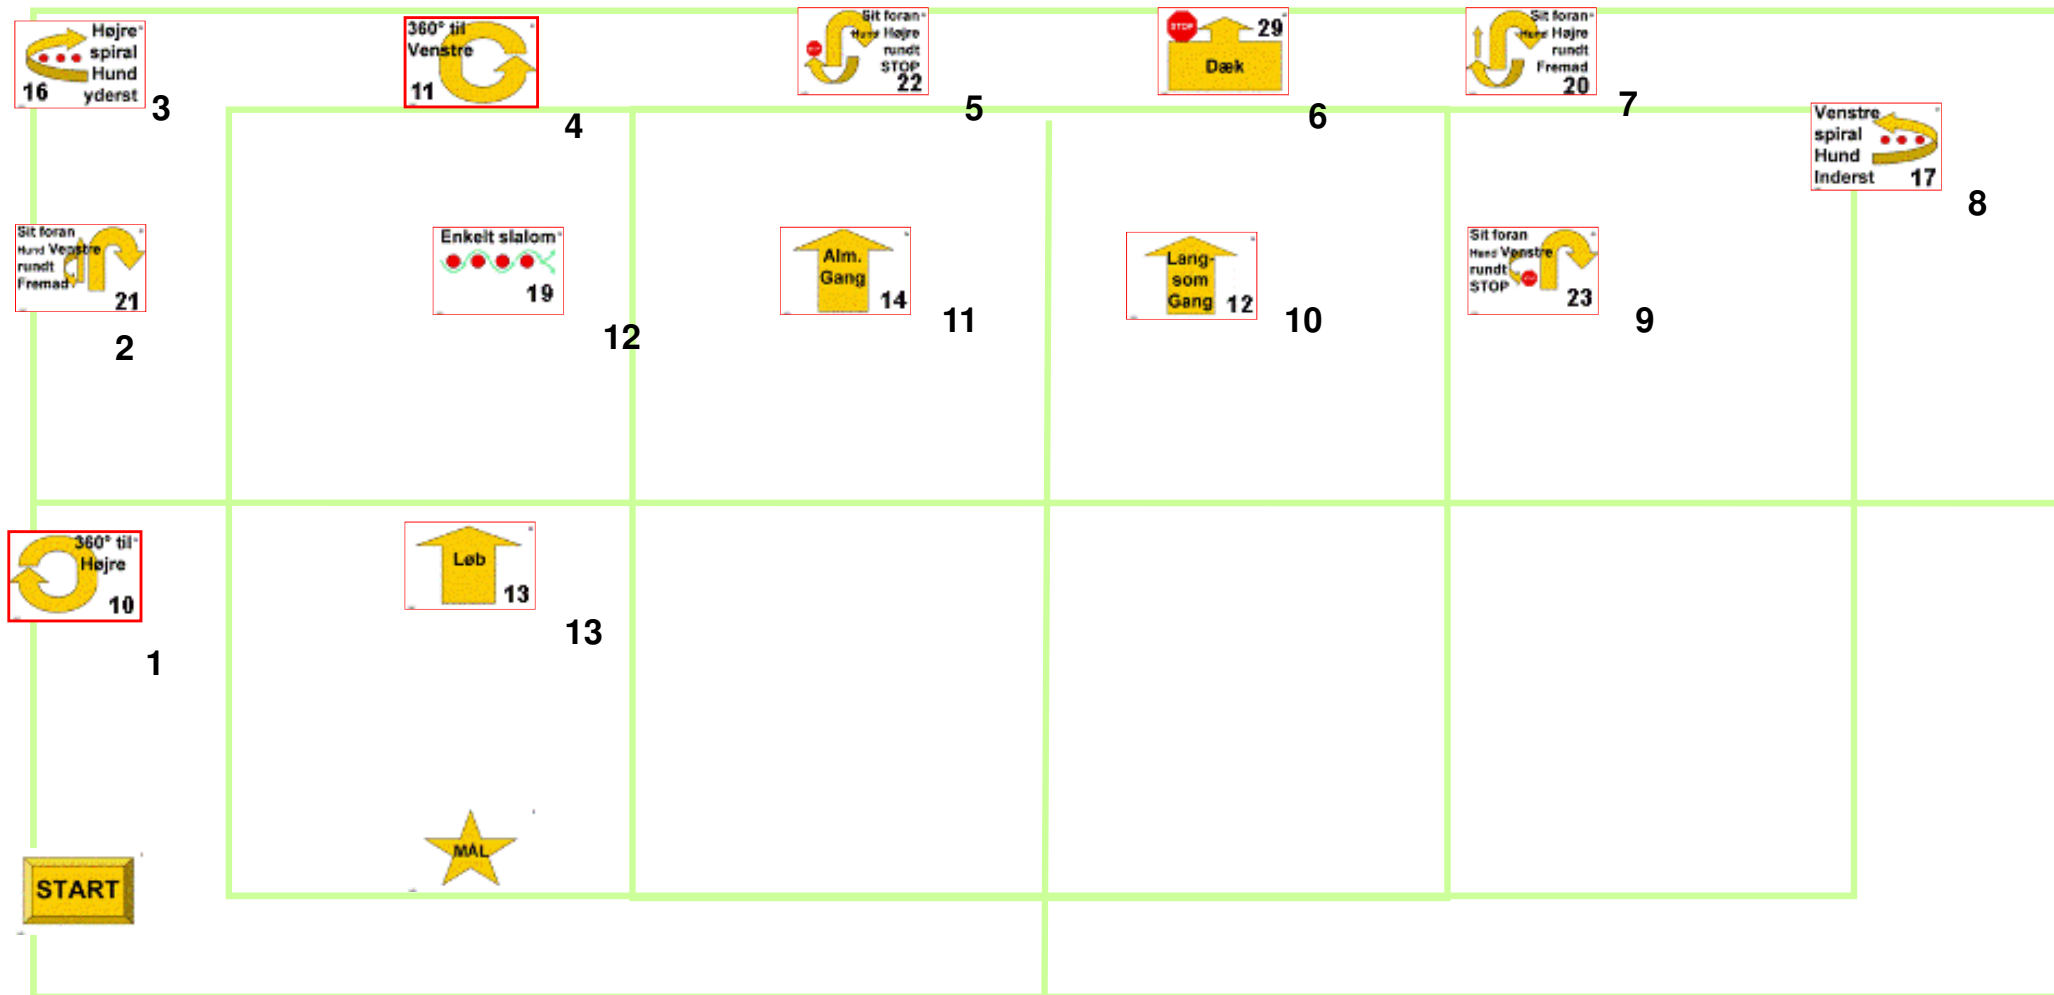 Højre
spiral
Hund
16 yderst
3
360° til
Venstre
11
4
Sit foran
Hund Højre
rundt
STOP
22
5
STOP 29
Dæk
6
Sit foran
Hund Højre
rundt
Fremad
20
7
Venstre
spiral
Hund
Inderst 17
8
Sit foran
Hund Venstre
rundt
Fremad
21
2
Enkelt slalom
19
12
Alm.
Gang
14
11
Lang-
som
Gang 12
10
Sit foran
Hund Venstre
rundt
STOP
23
9
360° til
Højre
10
1
Løb
13
13
START
MÅL